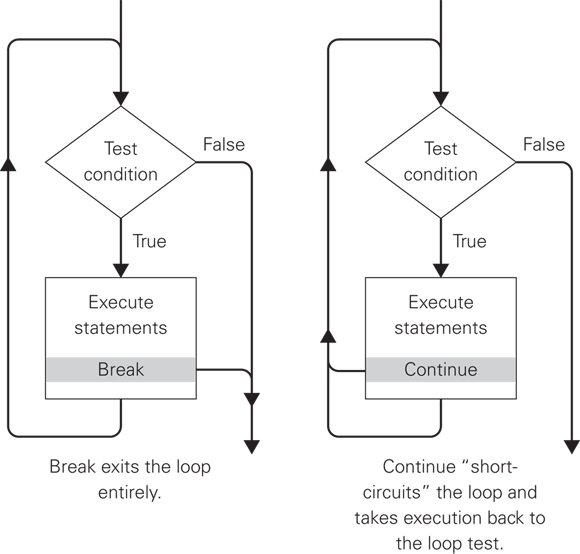 Test
condition
False
True
Execute
statements
Break
Break exits the loop
entirely.
Test
condition
False
True
Execute
statements
Continue
Continue “short-
circuits” the loop and
takes execution back to
the loop test.